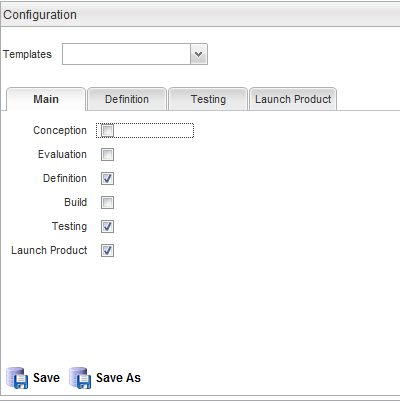 Configuration
Templates
Main Definition Testing Launch Product
Conception
Evaluation
Definition
Build
Testing
Launch Product
Save Save As